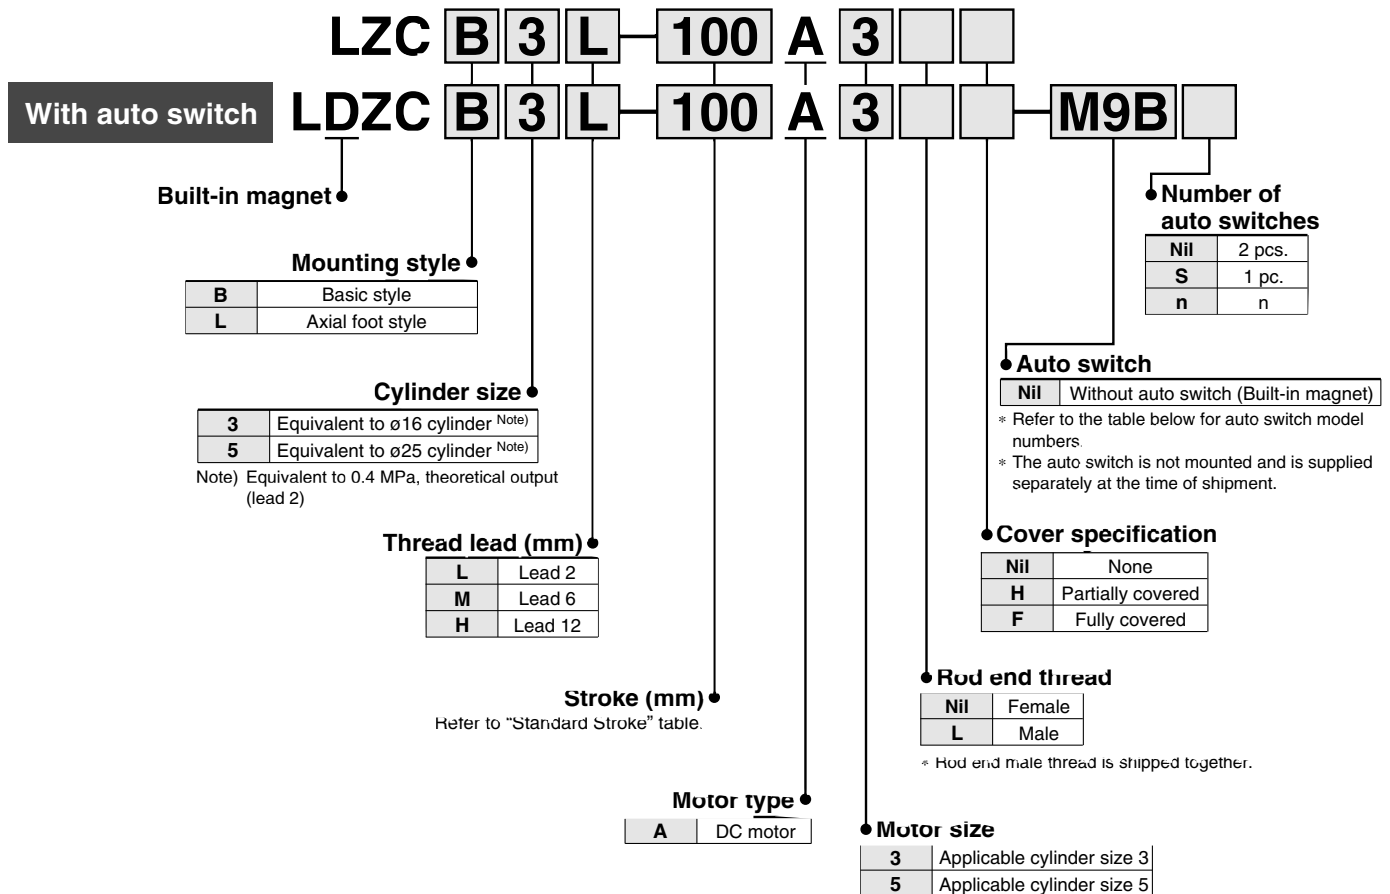 LZC B 3 L 100 A 3
With auto switch LDZC B 3 L 100 A 3 M9B
Built-in magnet
Number of
auto switches
Nil 2 pcs.
S 1 pc.
n n
Mounting style
B Basic style
L Axial foot style
Auto switch
Nil Without auto switch (Built-in magnet)
* Refer to the table below for auto switch model
numbers.
* The auto switch is not mounted and is supplied
separately at the time of shipment.
Cylinder size
3 Equivalent to ø16 cylinder Note)
5 Equivalent to ø25 cylinder Note)
Note) Equivalent to 0.4 MPa, theoretical output
(lead 2)
Cover specification
Nil None
H Partially covered
F Fully covered
Thread lead (mm)
L Lead 2
M Lead 6
H Lead 12
Rod end thread
Nil Female
L Male
* Rod end male thread is shipped together.
Stroke (mm)
Refer to “Standard Stroke” table.
Motor type
A DC motor
Motor size
3 Applicable cylinder size 3
5 Applicable cylinder size 5